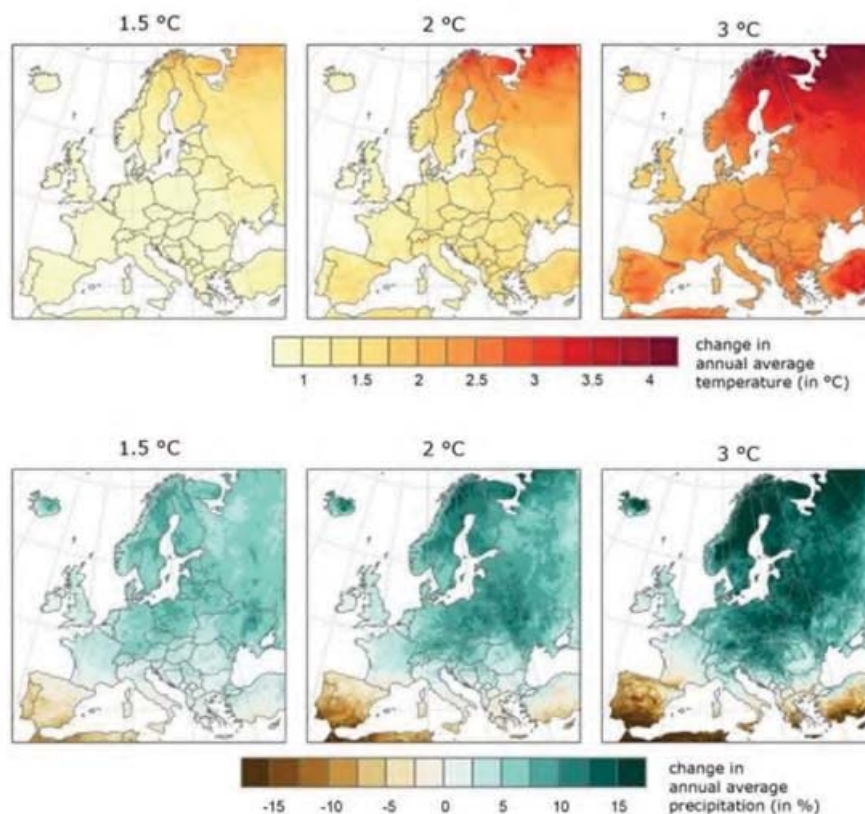 1.5 °C 2 °C 3 °C
1 1.5 2 2.5 3 3.5 4
change in
annual average
temperature (in °C)
1.5 °C 2 °C 3 °C
-15 -10 -5 0 5 10 15
change in
annual average
precipitation (in %)